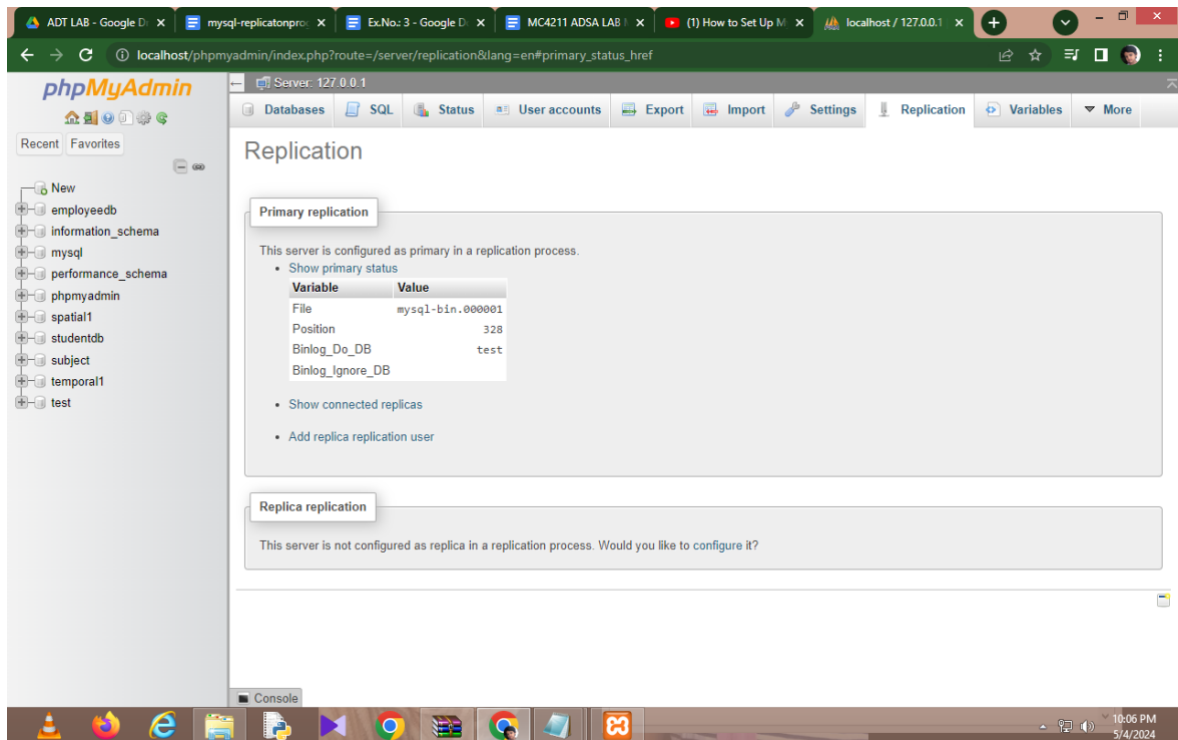 ADT LAB - Google Dr
mysql-replicatonproc
Ex.No.: 3 - Google D
MC4211 ADSA LAB
(1) How to Set Up M
localhost / 127.0.0.1
localhost/phpmyadmin/index.php?route=/server/replication&lang=en#primary_status_href
phpMyAdmin
Recent Favorites
New
employeedb
information_schema
mysql
performance_schema
phpmyadmin
spatial1
studentdb
subject
temporal1
test
Server: 127.0.0.1
Databases SQL Status User accounts Export Import Settings Replication Variables More
Replication
Primary replication
This server is configured as primary in a replication process.
Show primary status
Variable Value
File mysql-bin.000001
Position 328
Binlog_Do_DB test
Binlog_Ignore_DB
Show connected replicas
Add replica replication user
Replica replication
This server is not configured as replica in a replication process. Would you like to configure it?
Console
10:06 PM
5/4/2024